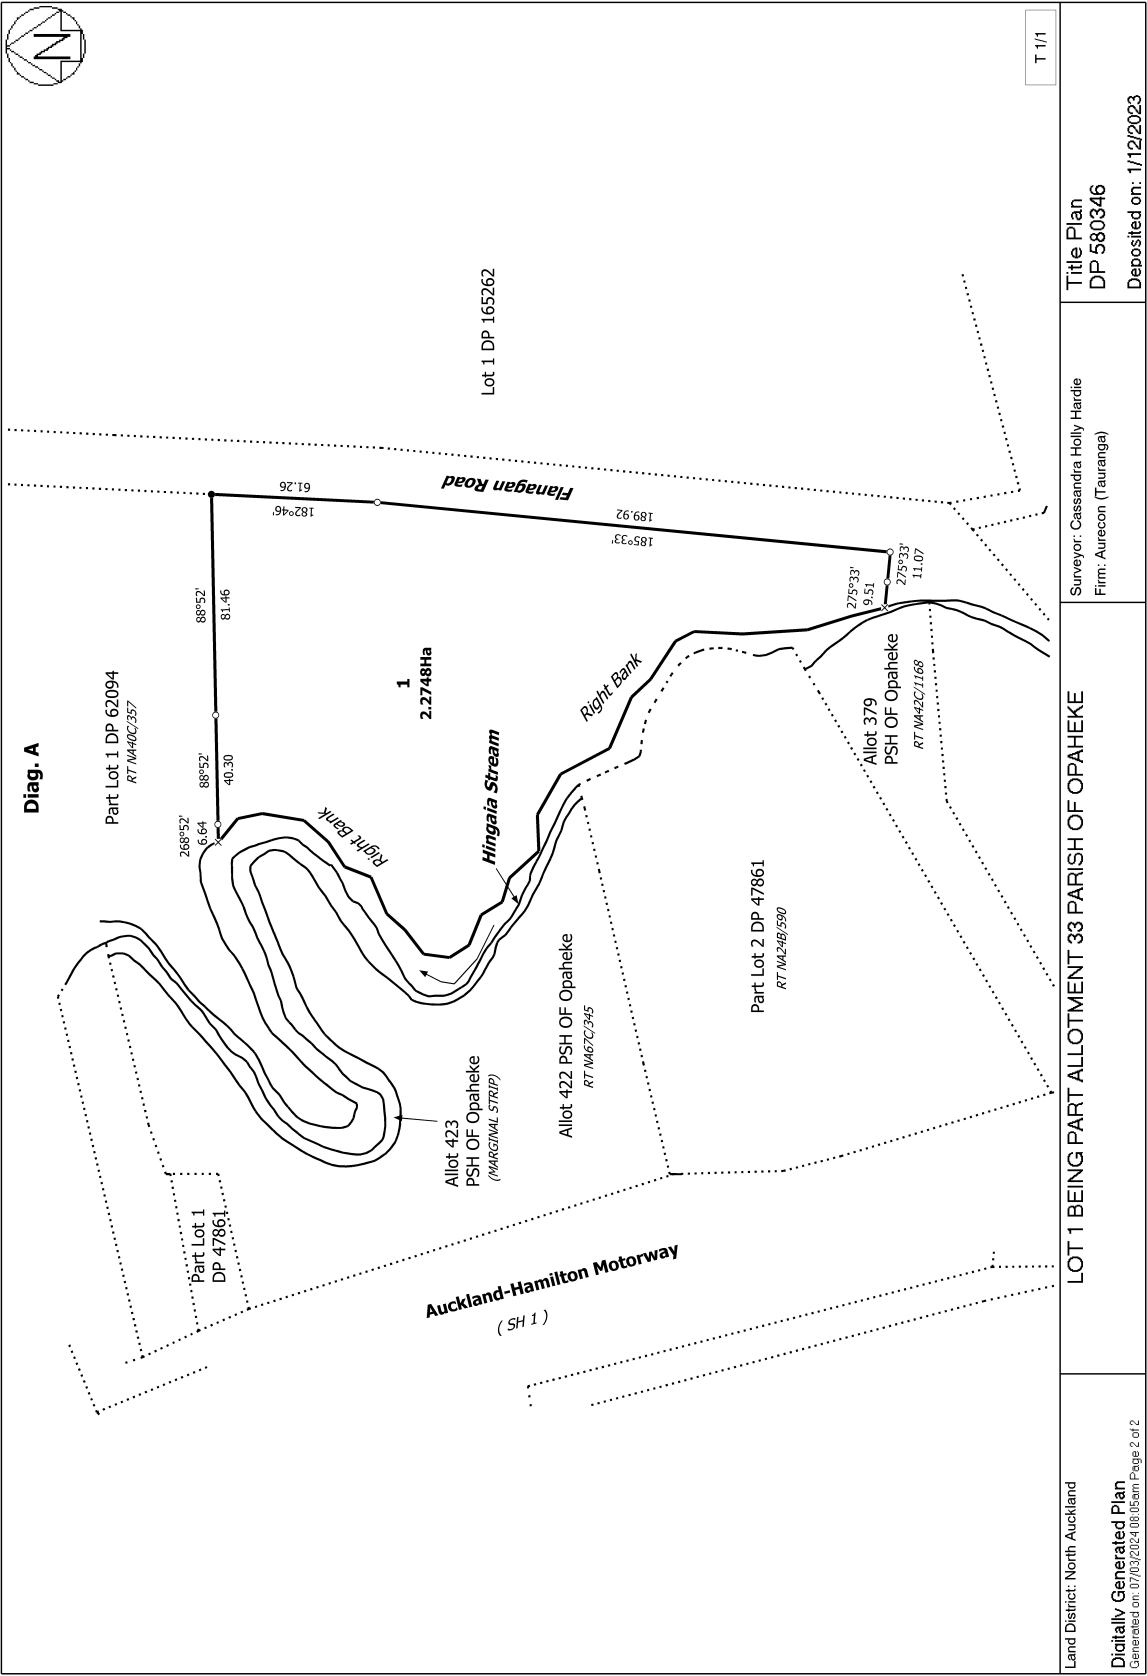 N
T 1/1
Diag. A
Part Lot 1 DP 62094
RT NA40C/357
88°52'
81.46
88°52'
40.30
268°52'
6.64
61.26
182°46'
Flanagan Road
189.92
185°33'
275°33'
11.07
275°33'
9.51
Lot 1 DP 165262
1
2.2748Ha
Right Bank
Right Bank
Hingaia Stream
Allot 379
PSH OF Opaheke
RT NA42C/1168
Part Lot 2 DP 47861
RT NA24B/590
Allot 422 PSH OF Opaheke
RT NA67C/345
Allot 423
PSH OF Opaheke
(MARGINAL STRIP)
Part Lot 1
DP 47861
Auckland-Hamilton Motorway
( SH 1 )
Land District: North Auckland
Digitally Generated Plan
Generated on: 07/03/2024 08:05am Page 2 of 2
LOT 1 BEING PART ALLOTMENT 33 PARISH OF OPAHEKE
Surveyor: Cassandra Holly Hardie
Firm: Aurecon (Tauranga)
Title Plan
DP 580346
Deposited on: 1/12/2023